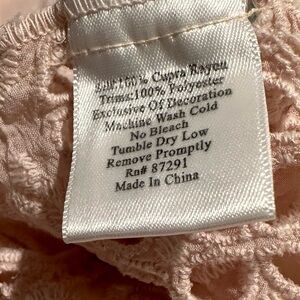 100% Cupra Rayon
Trims:100% Polyester
Exclusive Of Decoration
Machine Wash Cold
No Bleach
Tumble Dry Low
Remove Promptly
Rn# 87291
Made In China